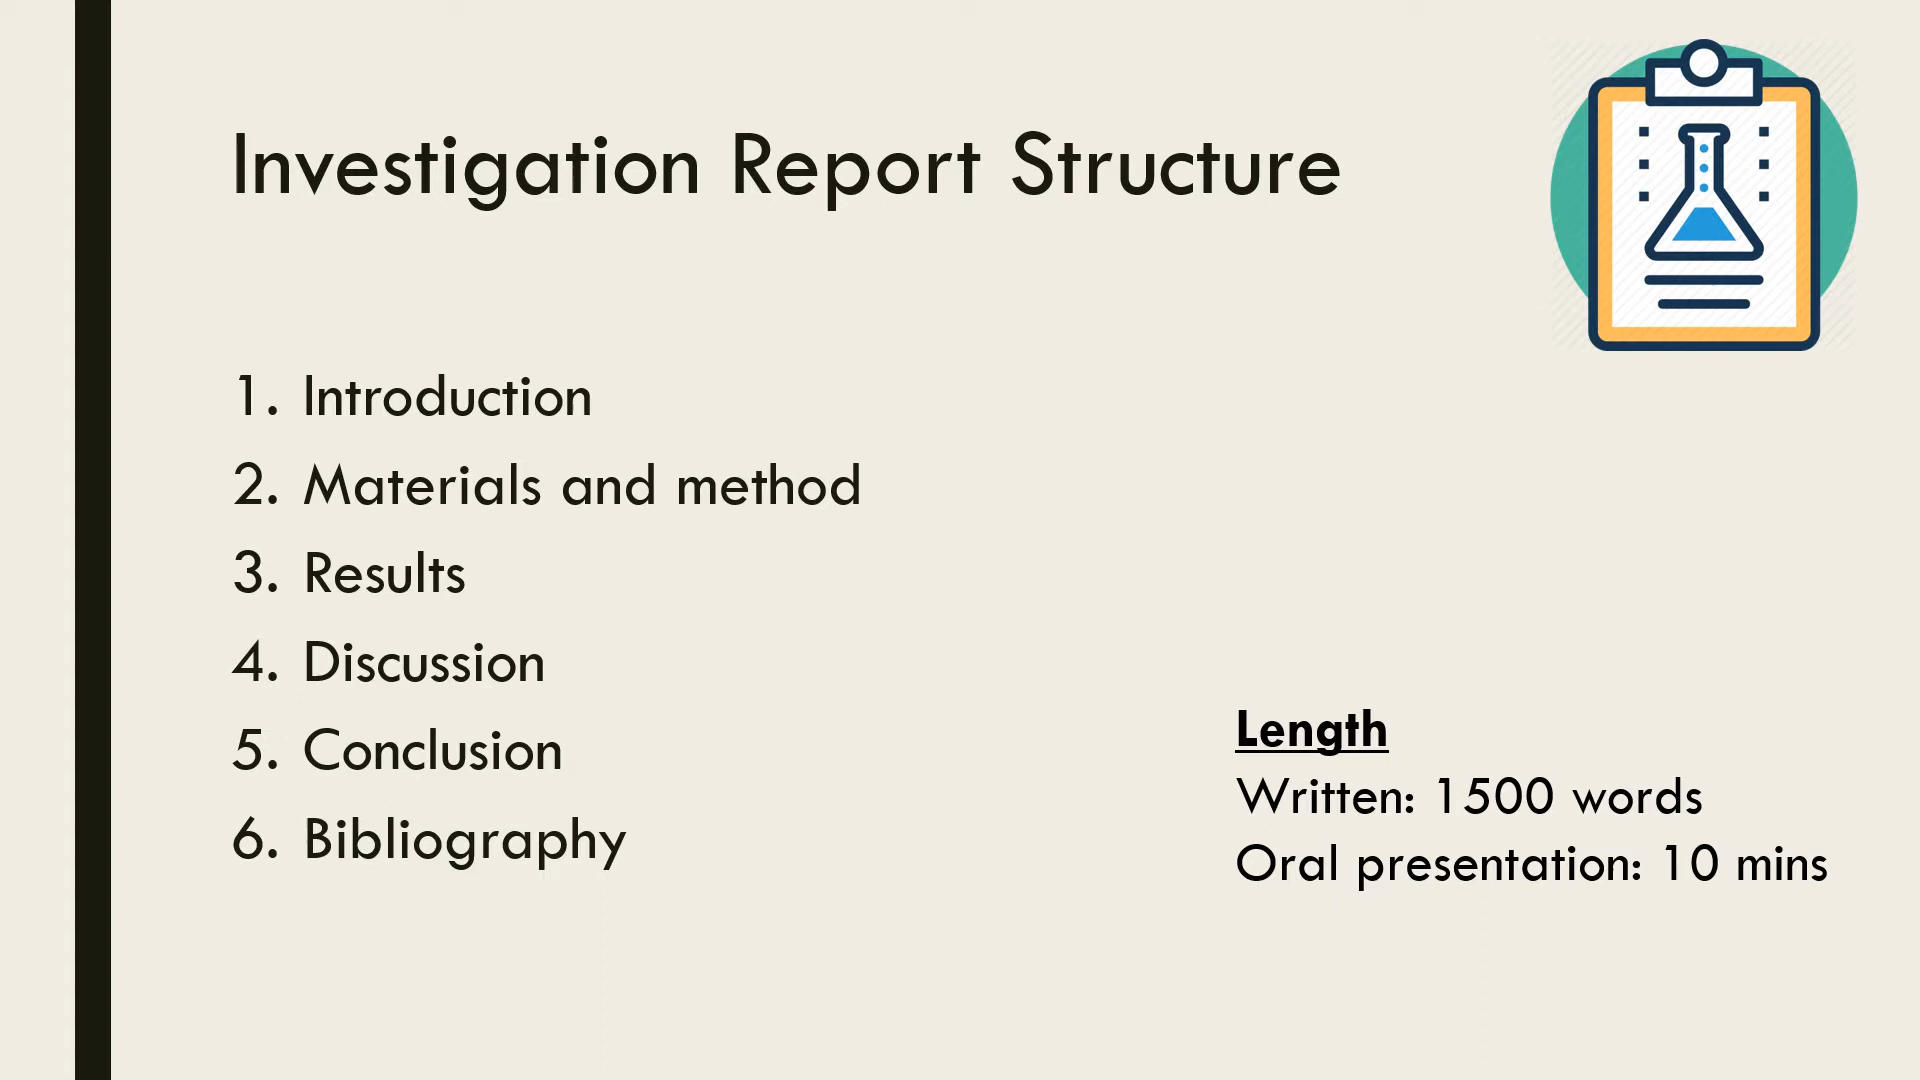 Investigation Report Structure
1. Introduction
2. Materials and method
3. Results
4. Discussion
5. Conclusion
6. Bibliography
Length
Written: 1500 words
Oral presentation: 10 mins